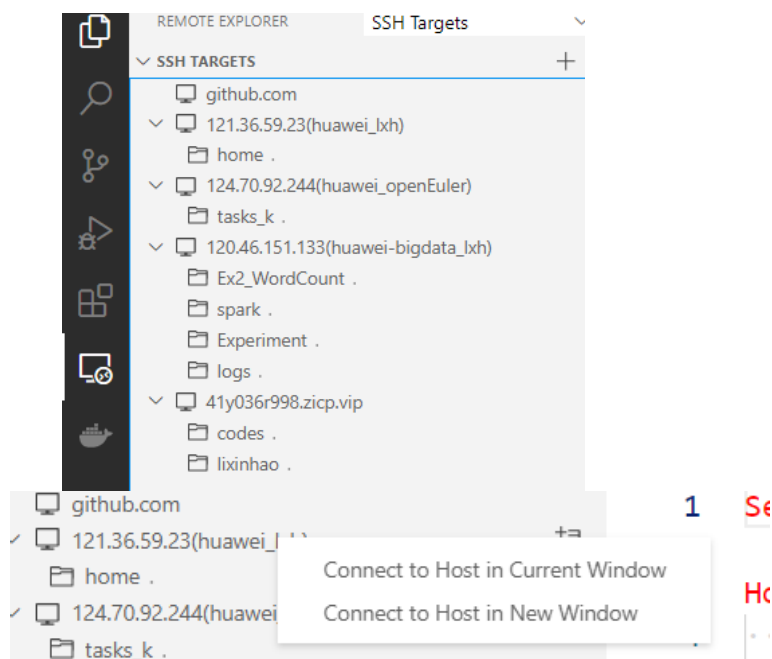 REMOTE EXPLORER SSH Targets
SSH TARGETS
github.com
121.36.59.23(huawei_lxh)
home .
124.70.92.244(huawei_openEuler)
tasks_k .
120.46.151.133(huawei-bigdata_lxh)
Ex2_WordCount .
spark .
Experiment .
logs .
41y036r998.zicp.vip
codes .
lixinhao .
github.com 1
121.36.59.23(huawei_
Connect to Host in Current Window
home .
124.70.92.244(huawei
Connect to Host in New Window
tasks_k .